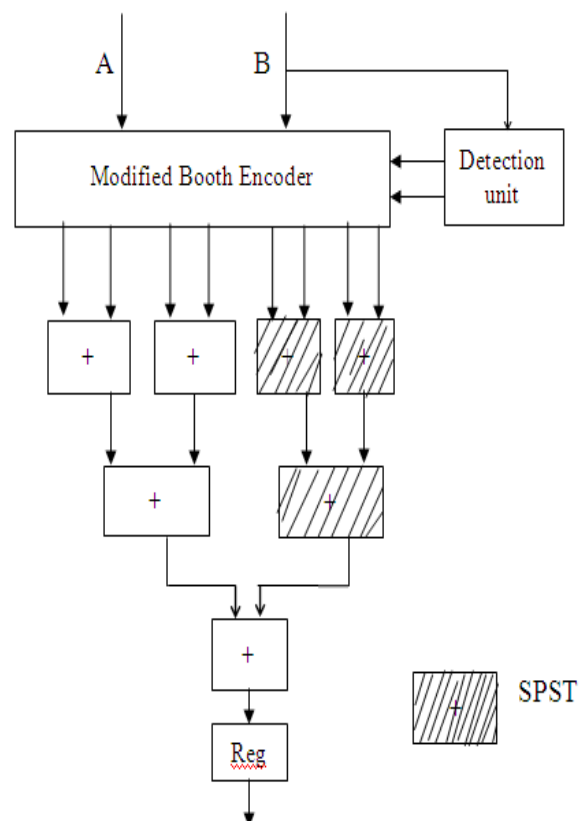 A
B
Modified Booth Encoder
Detection
unit
+ + + +
+ +
+
+ SPST
Reg